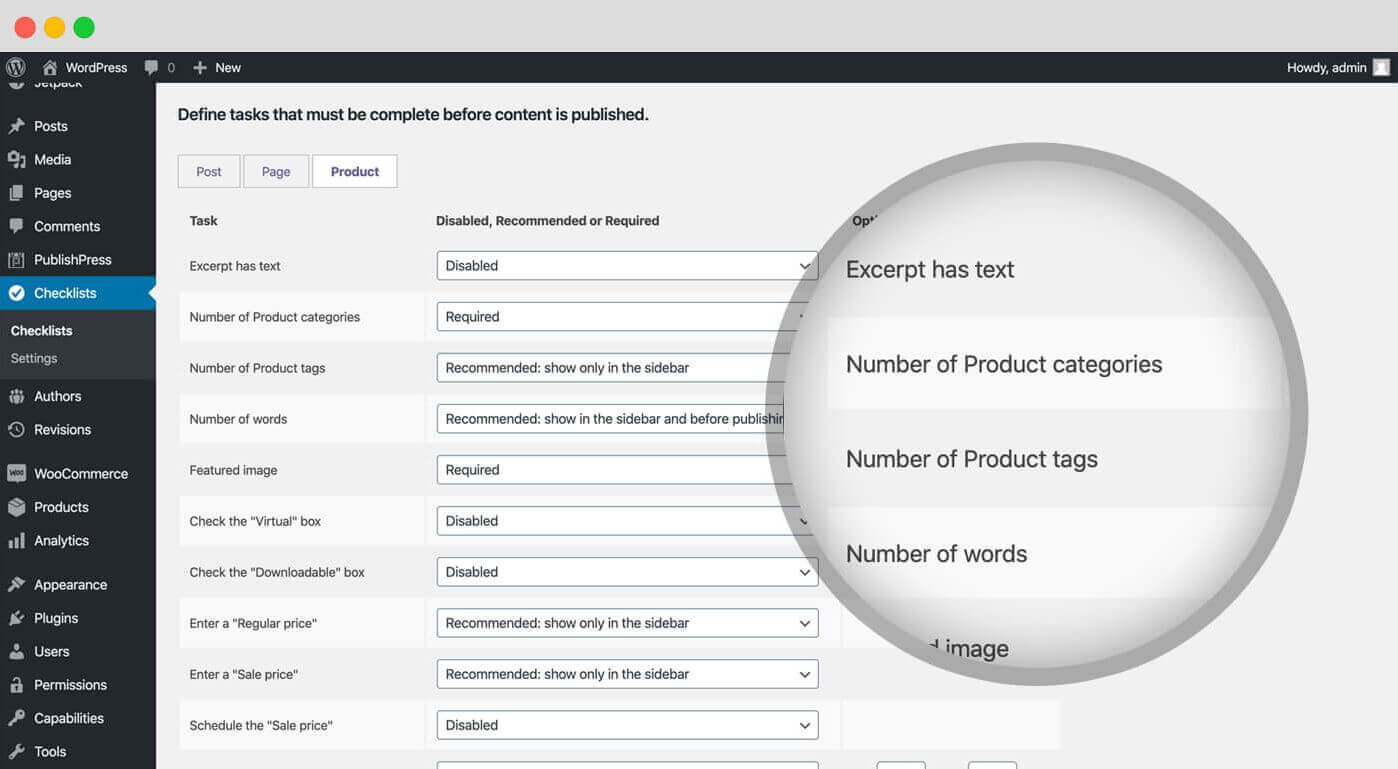 WordPress
0
New
Howdy, admin
Jetpack
Posts
Media
Pages
Comments
PublishPress
Checklists
Checklists
Settings
Authors
Revisions
WooCommerce
Products
Analytics
Appearance
Plugins
Users
Permissions
Capabilities
Tools
Define tasks that must be complete before content is published.
Post
Page
Product
Task
Disabled, Recommended or Required
Excerpt has text
Disabled
Number of Product categories
Required
Number of Product tags
Recommended: show only in the sidebar
Number of words
Recommended: show in the sidebar and before
Featured image
Required
Check the "Virtual" box
Disabled
Check the "Downloadable" box
Disabled
Enter a "Regular price"
Recommended: show only in the sidebar
Enter a "Sale price"
Recommended: show only in the sidebar
Schedule the "Sale price"
Disabled
Excerpt has text
Number of Product categories
Number of Product tags
Number of words
image